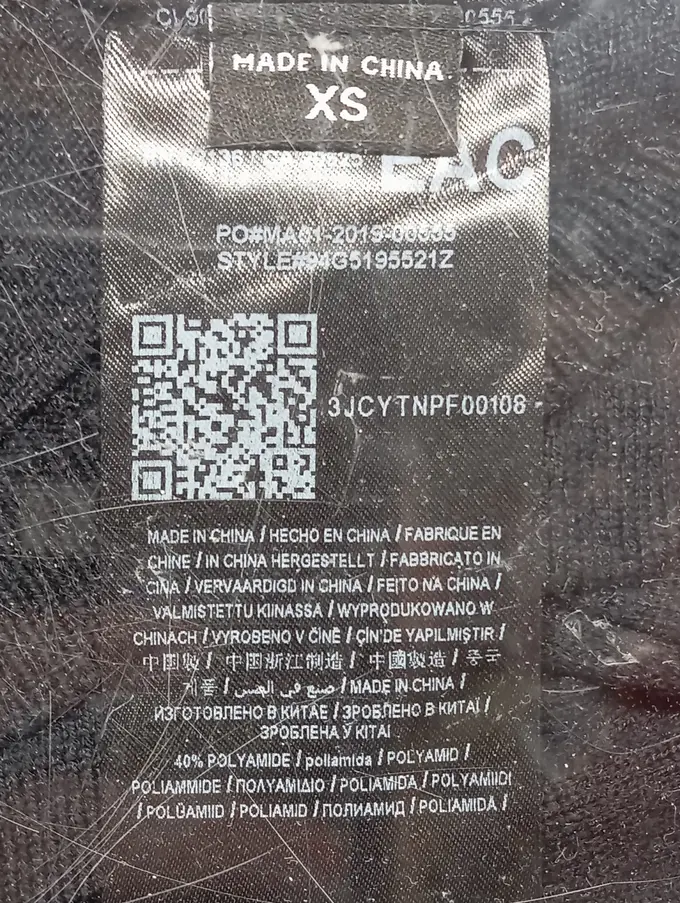 MADE IN CHINA
XS
EAC
PO#MA61-2019-00335
STYLE#94G5195521Z
3JCYTNPF00108
MADE IN CHINA / HECHO EN CHINA / FABRIQUE EN
CHINE / IN CHINA HERGESTELLT / FABBRICATO IN
CINA / VERVAARDIGD IN CHINA / FEITO NA CHINA /
VALMISTETTU KIINASSA / WYPRODUKOWANO W
CHINACH / VYROBENO V ČÍNĚ / ÇİN'DE YAPILMIŞTIR /
中国製 / 中国浙江制造 / 中國製造 / 중국
제품 / صنع في الصين / MADE IN CHINA /
ИЗГОТОВЛЕНО В КИТАЕ / ЗРОБЛЕНО В КИТАЇ /
ЗРОБЛЕНА Ў КІТАІ
40% POLYAMIDE / poliamida / POLYAMID /
POLIAMMIDE / ΠΟΛΥΑΜΙΔΙΟ / POLIAMIDA / POLYAMIIDI
/ POLÜAMIID / POLIAMID / ПОЛИАМИД / POLIAMIDA /